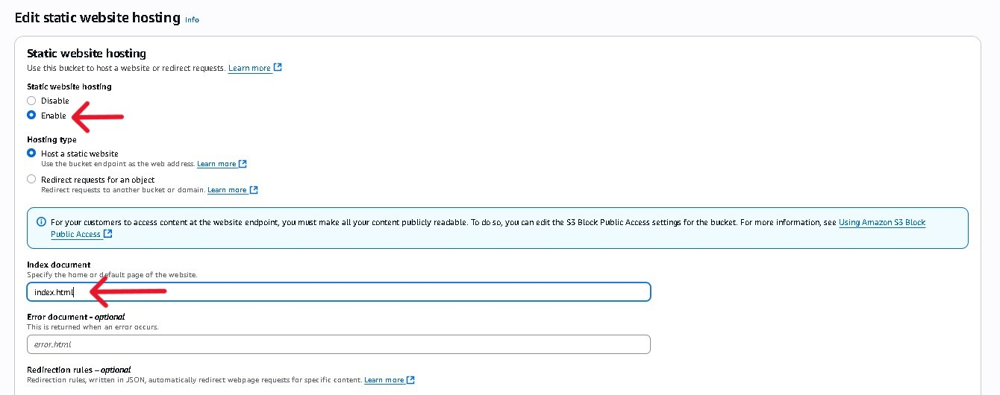 Edit static website hosting Info
Static website hosting
Use this bucket to host a website or redirect requests. Learn more
Static website hosting
Disable
Enable
Hosting type
Host a static website
Use the bucket endpoint as the web address. Learn more
Redirect requests for an object
Redirect requests to another bucket or domain. Learn more
For your customers to access content at the website endpoint, you must make all your content publicly readable. To do so, you can edit the S3 Block Public Access settings for the bucket. For more information, see Using Amazon S3 Block
Public Access
Index document
Specify the home or default page of the website.
index.html
Error document - optional
This is returned when an error occurs.
error.html
Redirection rules – optional
Redirection rules, written in JSON, automatically redirect webpage requests for specific content. Learn more